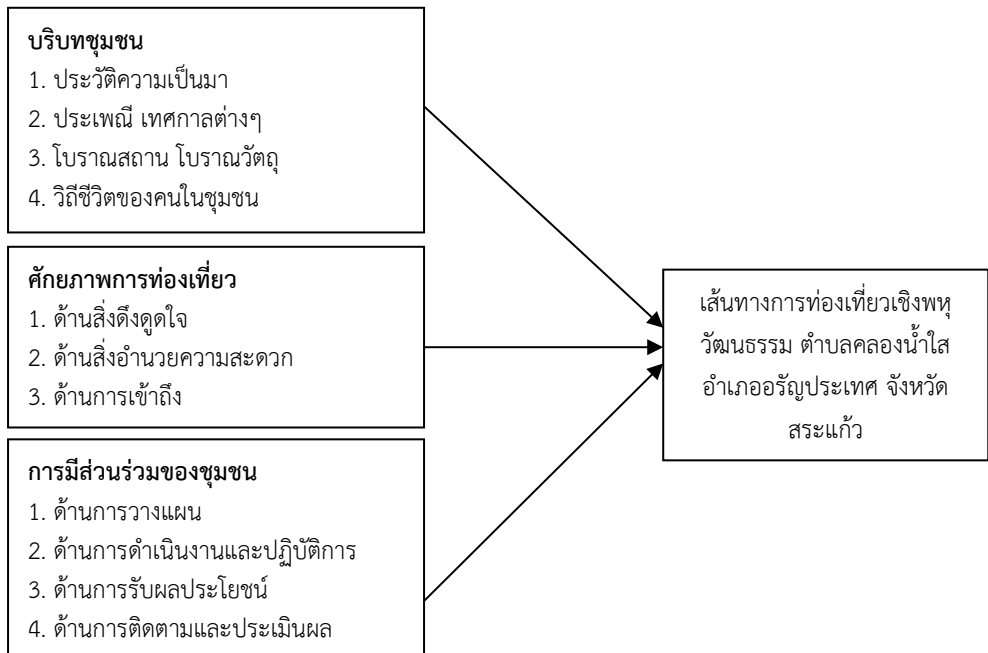 บริบทชุมชน
1. ประวัติความเป็นมา
2. ประเพณี เทศกาลต่างๆ
3. โบราณสถาน โบราณวัตถุ
4. วิถีชีวิตของคนในชุมชน
ศักยภาพการท่องเที่ยว
1. ด้านสิ่งดึงดูดใจ
2. ด้านสิ่งอำนวยความสะดวก
3. ด้านการเข้าถึง
การมีส่วนร่วมของชุมชน
1. ด้านการวางแผน
2. ด้านการดำเนินงานและปฏิบัติการ
3. ด้านการรับผลประโยชน์
4. ด้านการติดตามและประเมินผล
เส้นทางการท่องเที่ยวเชิงพหุ
วัฒนธรรม ตำบลคลองน้ำใส
อำเภออรัญประเทศ จังหวัด
สระแก้ว